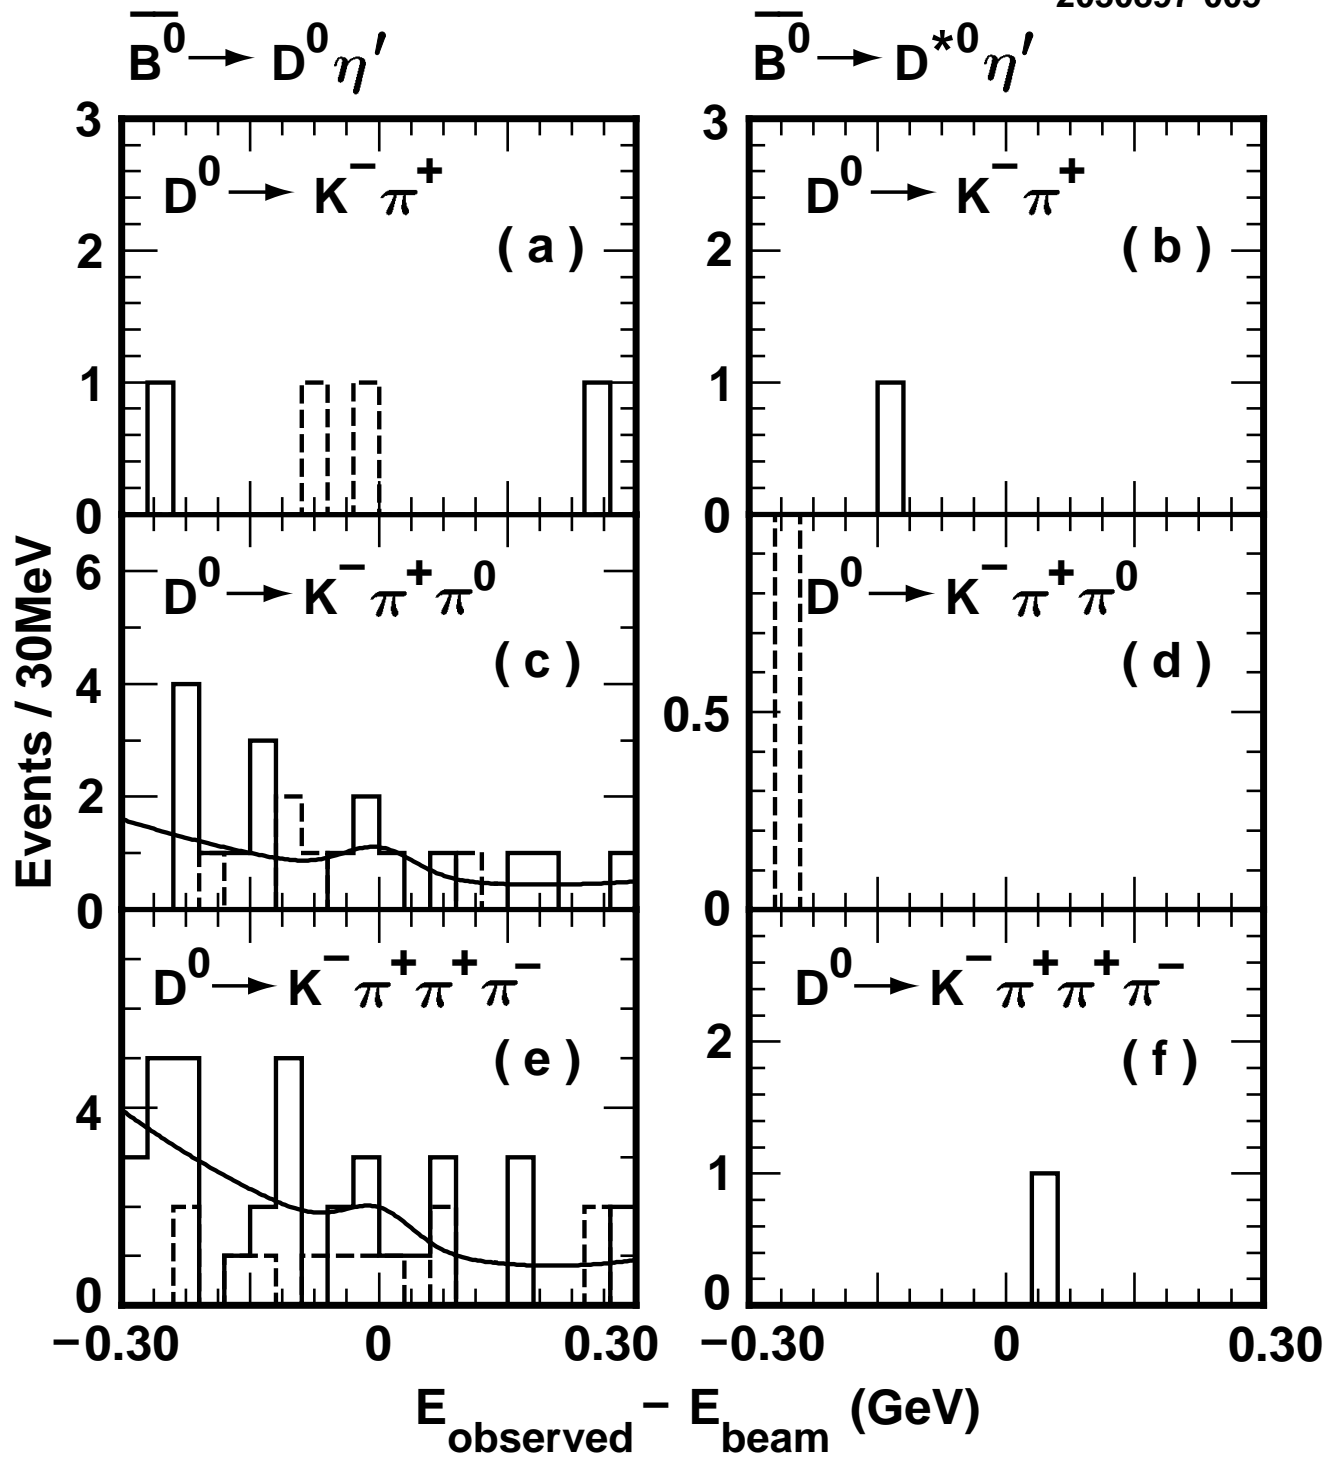 B̅⁰ → D⁰ η′
B̅⁰ → D*⁰ η′
3
D⁰ → K⁻ π⁺
( a )
2
1
0
3
D⁰ → K⁻ π⁺
( b )
2
1
0
Events / 30MeV
D⁰ → K⁻ π⁺ π⁰
6
( c )
4
2
0
D⁰ → K⁻ π⁺ π⁰
( d )
0.5
0
D⁰ → K⁻ π⁺ π⁺ π⁻
( e )
4
0
D⁰ → K⁻ π⁺ π⁺ π⁻
( f )
2
1
0
−0.30 0 0.30
−0.30 0 0.30
E_observed − E_beam (GeV)